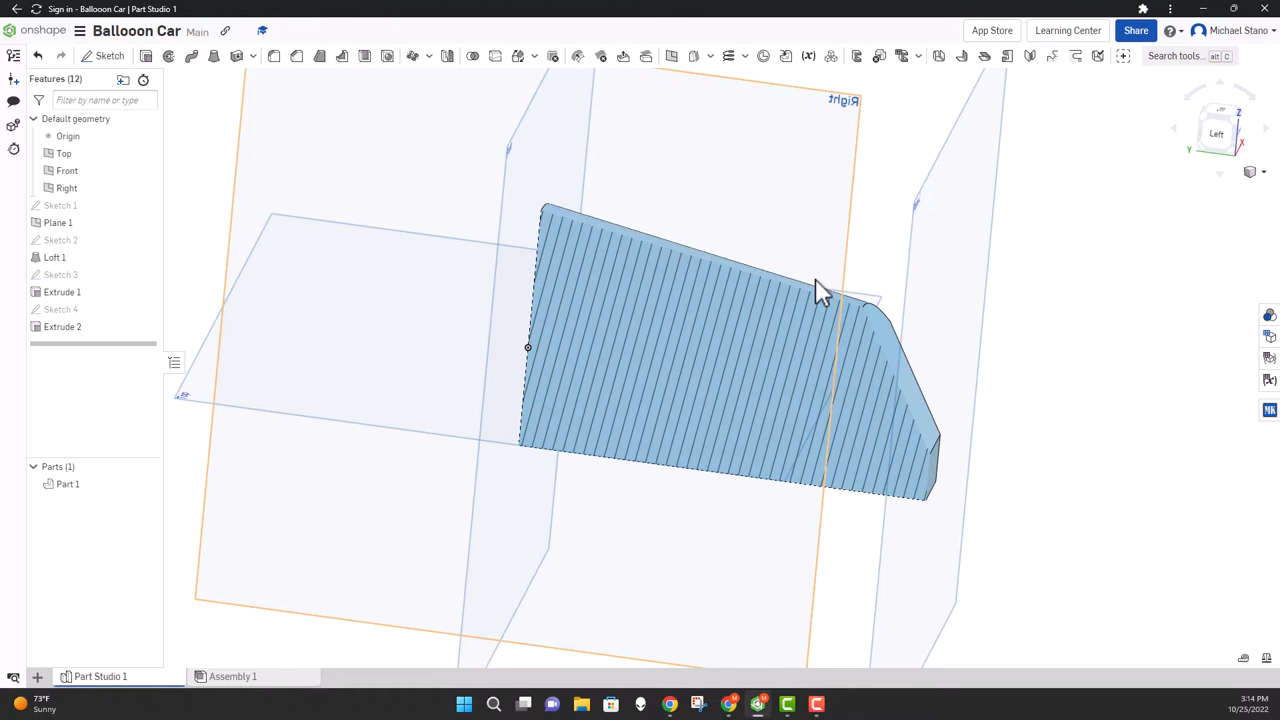 Sign in - Ballooon Car | Part Studio 1
onshape
Ballooon Car
Main
App Store
Learning Center
Share
Michael Stano
Sketch
Search tools...
alt C
Features (12)
Filter by name or type
Default geometry
Origin
Top
Front
Right
Sketch 1
Plane 1
Sketch 2
Loft 1
Sketch 3
Extrude 1
Sketch 4
Extrude 2
Parts (1)
Part 1
Right
Left
Z
X
Y
MK
Part Studio 1
Assembly 1
73°F
Sunny
3:14 PM
10/25/2022